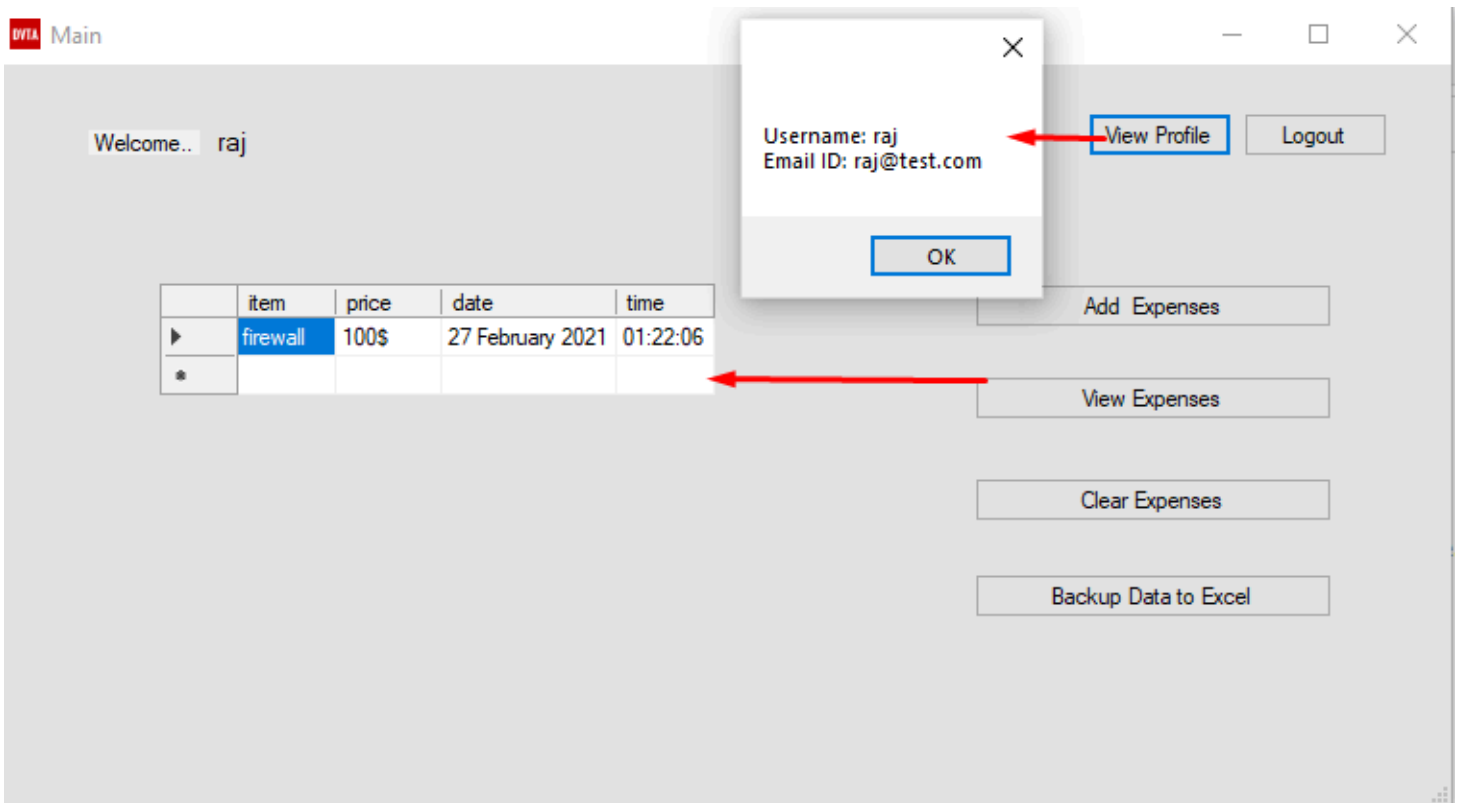 DVTA Main
Welcome.. raj
Username: raj
Email ID: raj@test.com
OK
View Profile Logout
item price date time
firewall 100$ 27 February 2021 01:22:06
Add Expenses
View Expenses
Clear Expenses
Backup Data to Excel